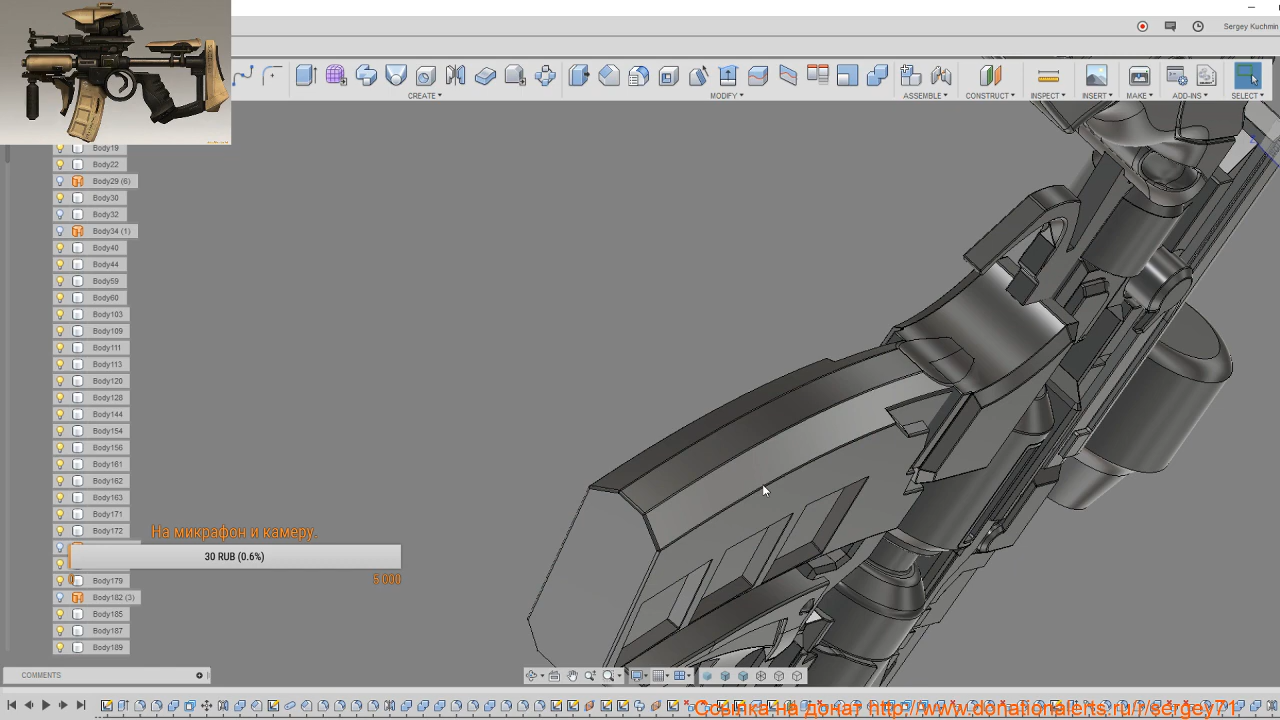 Sergey Kuchmin
CREATE
MODIFY
ASSEMBLE
CONSTRUCT
INSPECT
INSERT
MAKE
ADD-INS
SELECT
Body19
Body22
Body29 (6)
Body30
Body32
Body34 (1)
Body40
Body44
Body59
Body60
Body103
Body109
Body111
Body113
Body120
Body128
Body144
Body154
Body156
Body161
Body162
Body163
Body171
Body172
На микрафон и камеру.
30 RUB (0.6%)
0
5 000
Body179
Body182 (3)
Body185
Body187
Body189
COMMENTS
Ссылка на донат http://www.donationalerts.ru/r/sergey71